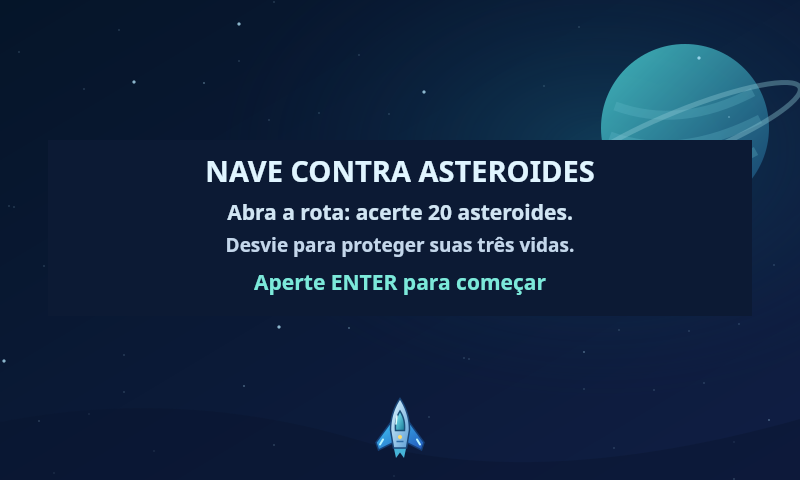 NAVE CONTRA ASTEROIDES
Abra a rota: acerte 20 asteroides.
Desvie para proteger suas três vidas.
Aperte ENTER para começar